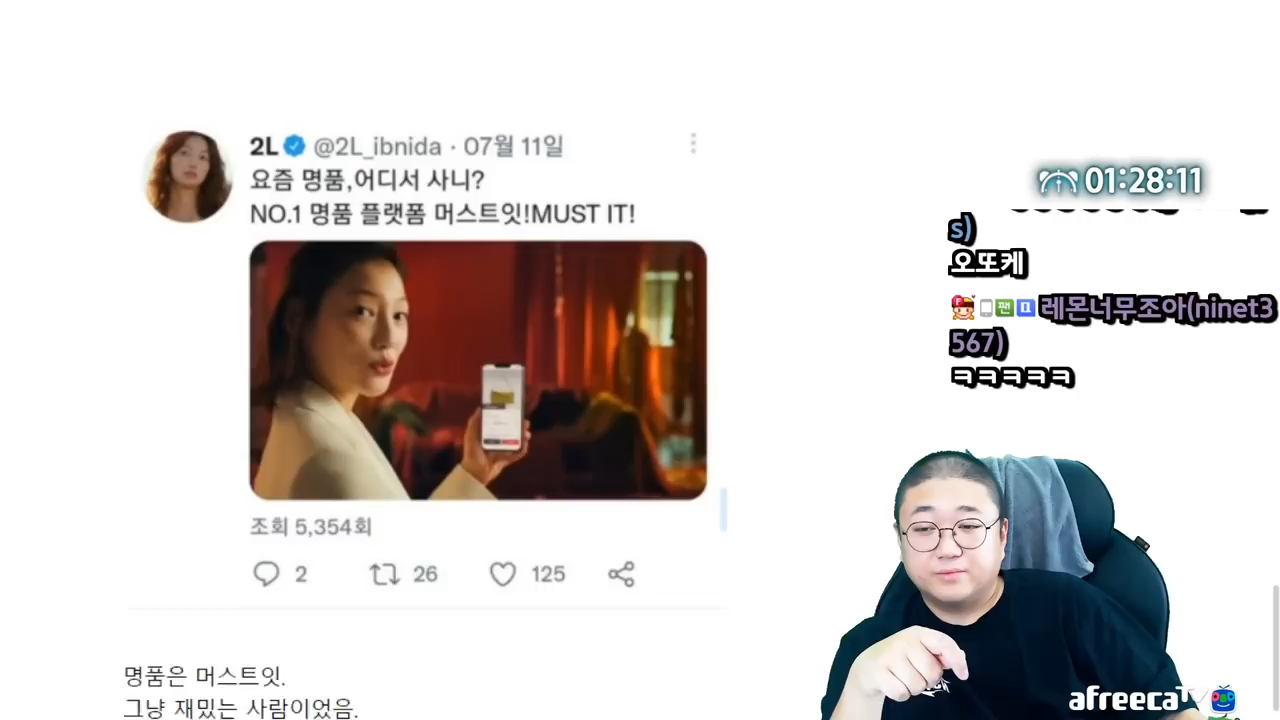 2L @2L_ibnida · 07월 11일
요즘 명품,어디서 사니?
NO.1 명품 플랫폼 머스트잇!MUST IT!
조회 5,354회
2 26 125
명품은 머스트잇.
그냥 재밌는 사람이었음.
01:28:11
s)
오또케
팬 레몬너무조아(ninet3
567)
ㅋㅋㅋㅋㅋ
afreecaTV